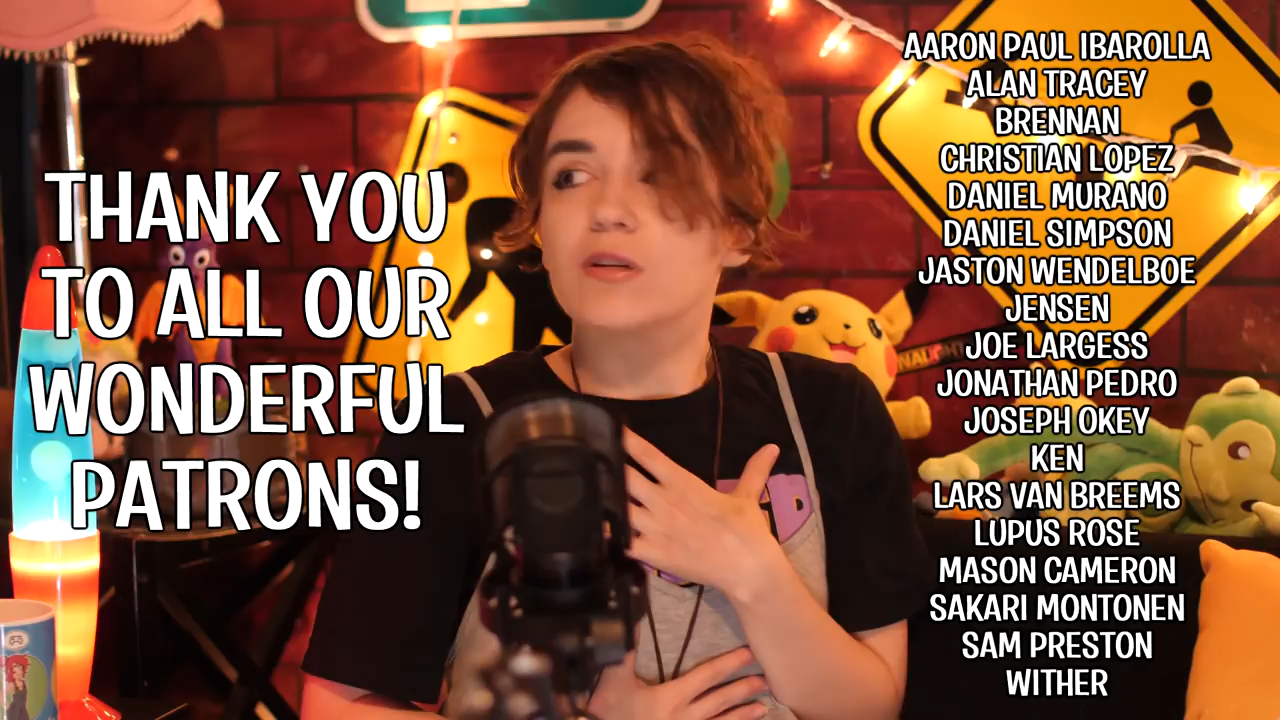 THANK YOU
TO ALL OUR
WONDERFUL
PATRONS!
AARON PAUL IBAROLLA
ALAN TRACEY
BRENNAN
CHRISTIAN LOPEZ
DANIEL MURANO
DANIEL SIMPSON
JASTON WENDELBOE
JENSEN
JOE LARGESS
JONATHAN PEDRO
JOSEPH OKEY
KEN
LARS VAN BREEMS
LUPUS ROSE
MASON CAMERON
SAKARI MONTONEN
SAM PRESTON
WITHER